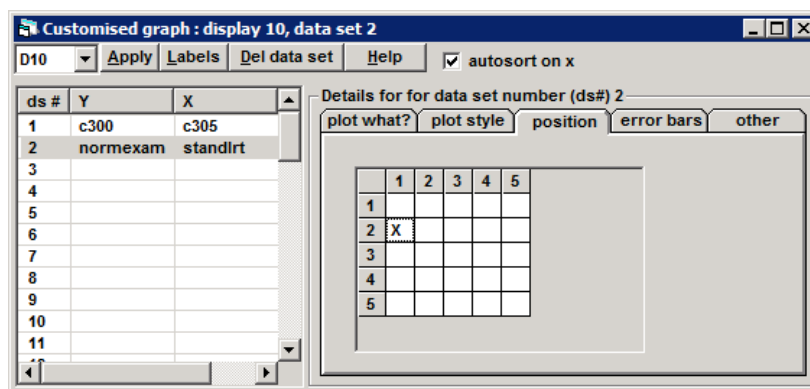 Customised graph : display 10, data set 2
D10 Apply Labels Del data set Help autosort on x
ds # Y X
1 c300 c305
2 normexam standlrt
3
4
5
6
7
8
9
10
11
Details for for data set number (ds#) 2
plot what? plot style position error bars other
1 2 3 4 5
1
2 X
3
4
5